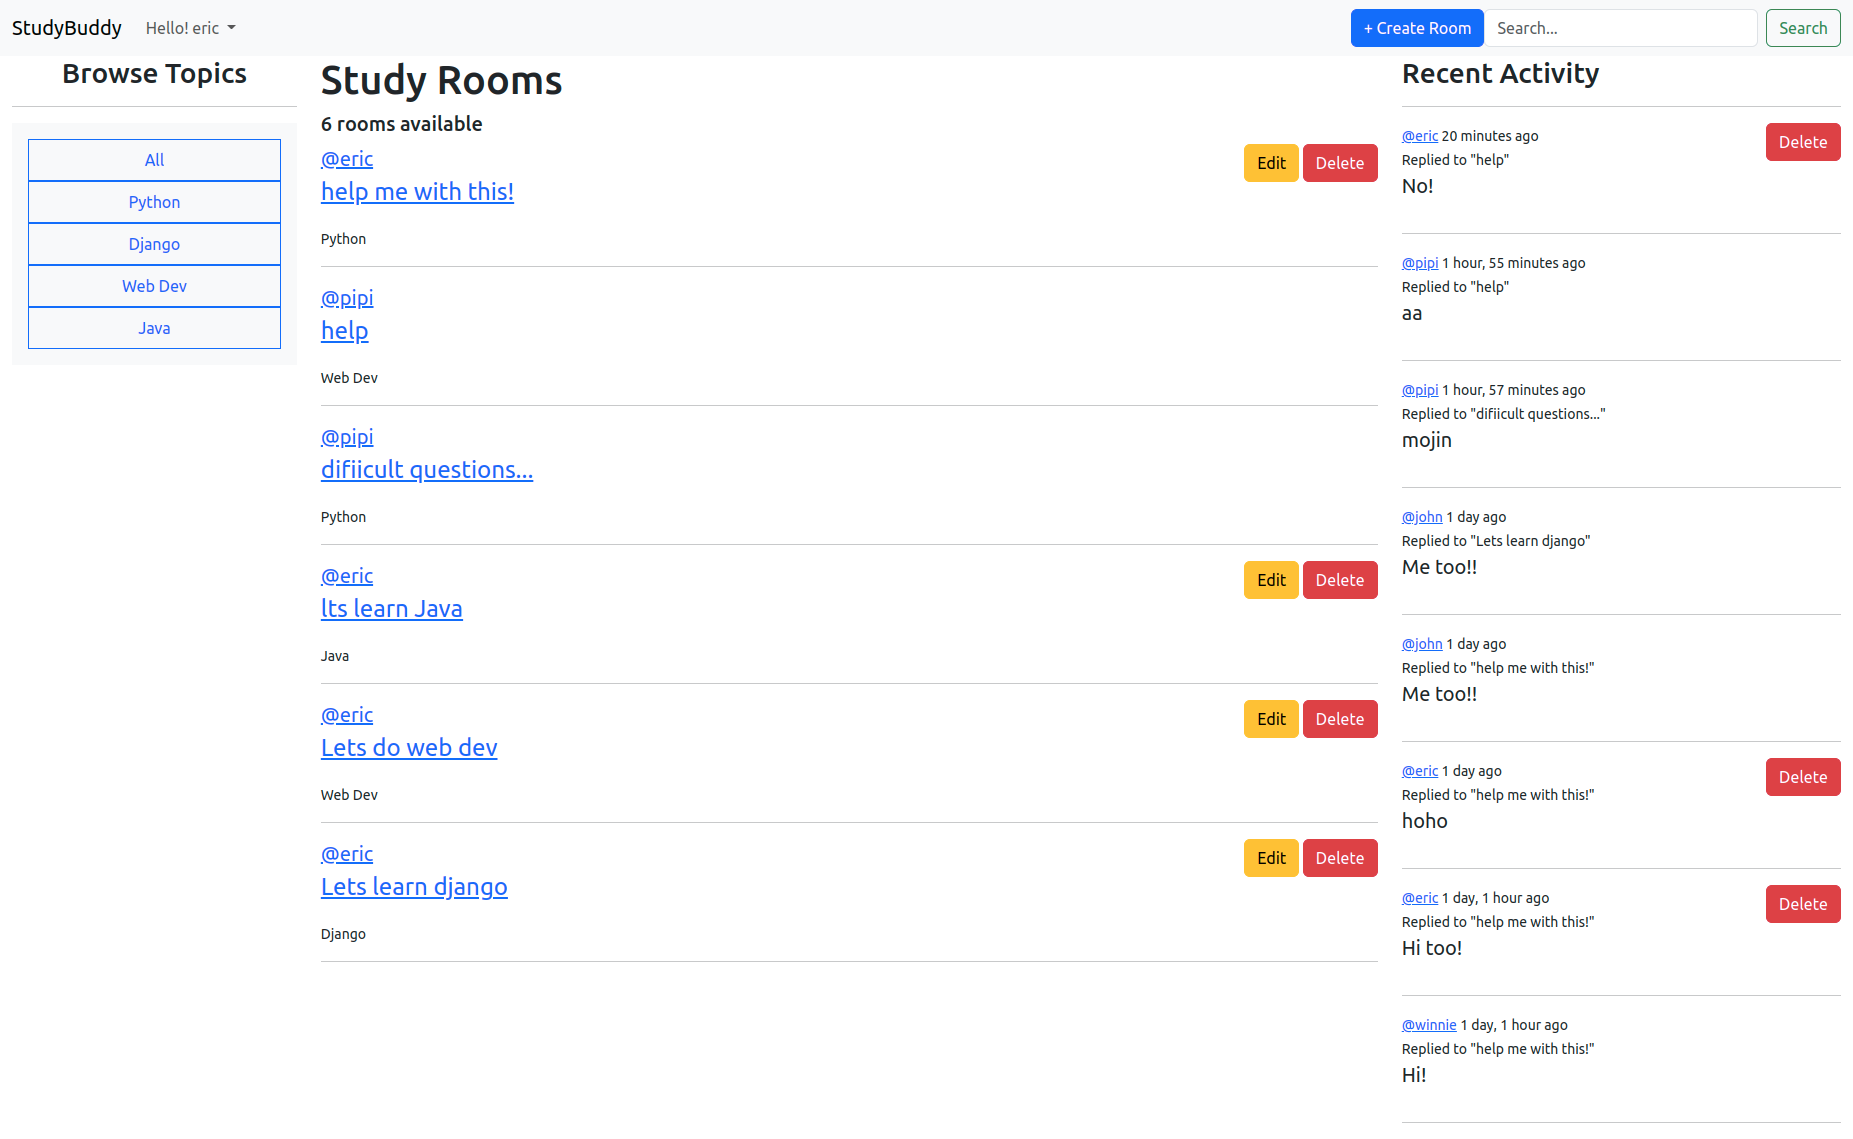 StudyBuddy Hello! eric + Create Room Search... Search
Browse Topics
All
Python
Django
Web Dev
Java
Study Rooms
6 rooms available
@eric Edit Delete
help me with this!
Python
@pipi
help
Web Dev
@pipi
difiicult questions...
Python
@eric Edit Delete
lts learn Java
Java
@eric Edit Delete
Lets do web dev
Web Dev
@eric Edit Delete
Lets learn django
Django
Recent Activity
@eric 20 minutes ago Delete
Replied to "help"
No!
@pipi 1 hour, 55 minutes ago
Replied to "help"
aa
@pipi 1 hour, 57 minutes ago
Replied to "difiicult questions..."
mojin
@john 1 day ago
Replied to "Lets learn django"
Me too!!
@john 1 day ago
Replied to "help me with this!"
Me too!!
@eric 1 day ago Delete
Replied to "help me with this!"
hoho
@eric 1 day, 1 hour ago Delete
Replied to "help me with this!"
Hi too!
@winnie 1 day, 1 hour ago
Replied to "help me with this!"
Hi!